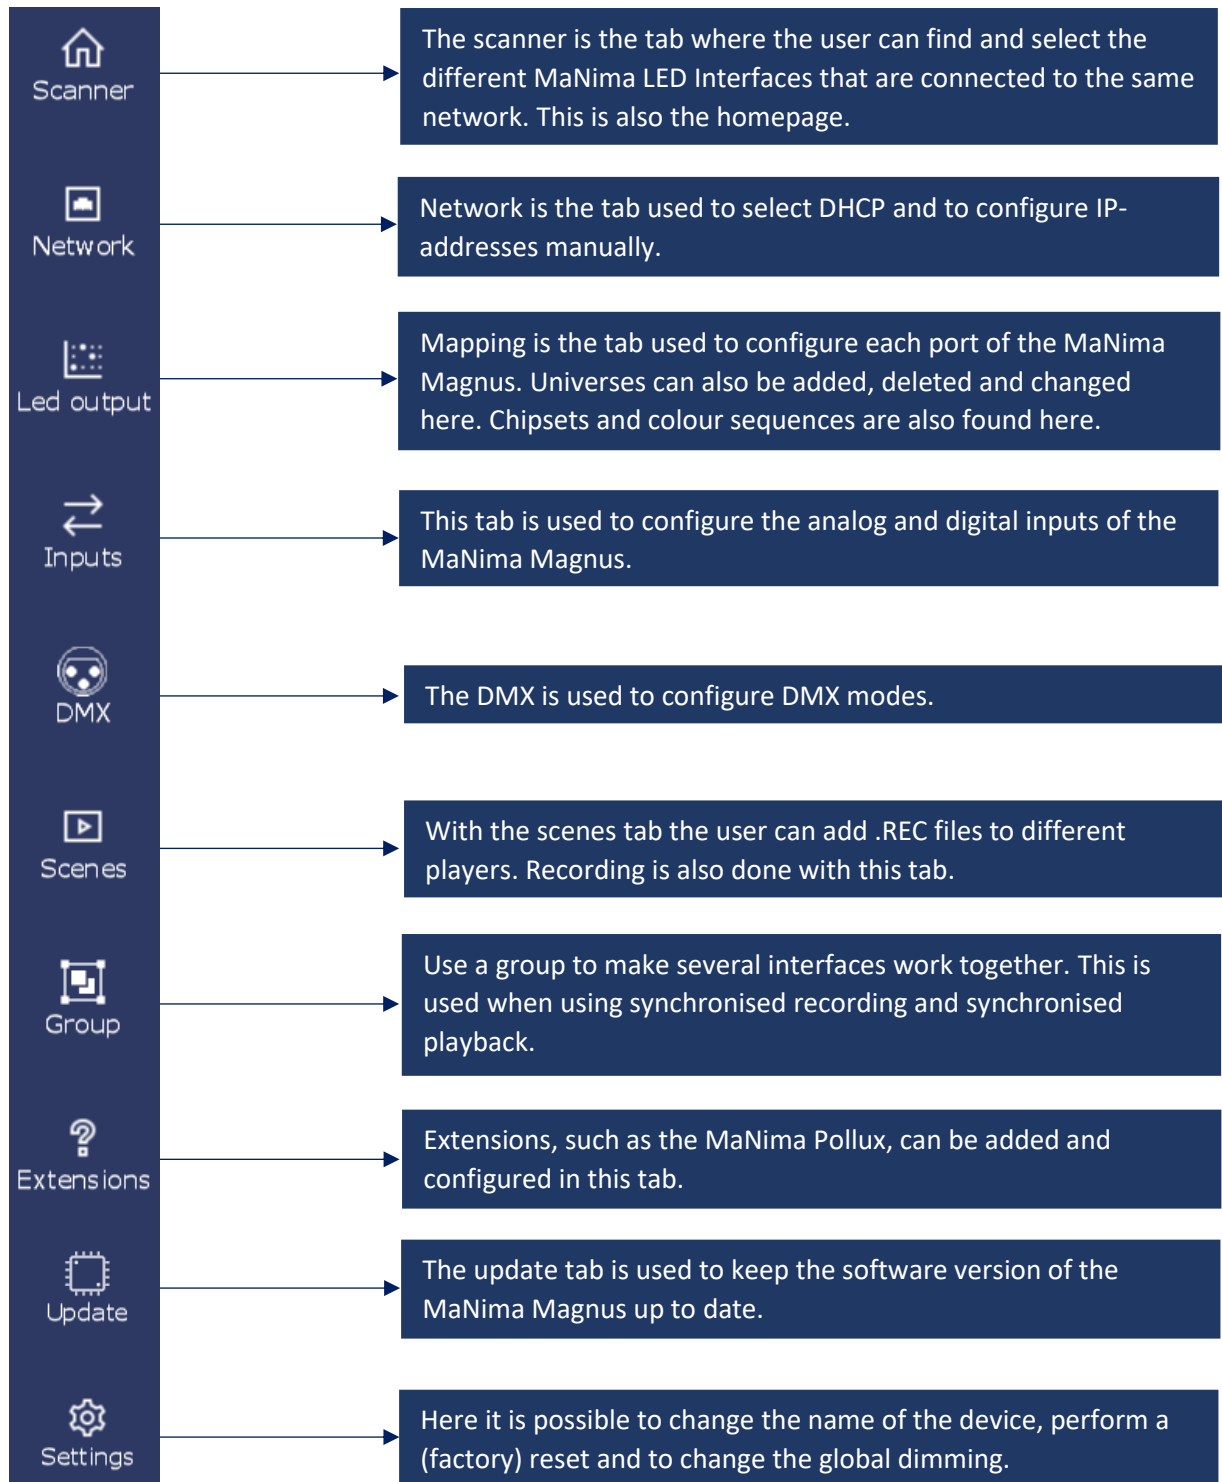 Scanner
The scanner is the tab where the user can find and select the
different MaNima LED Interfaces that are connected to the same
network. This is also the homepage.
Network
Network is the tab used to select DHCP and to configure IP-
addresses manually.
Led output
Mapping is the tab used to configure each port of the MaNima
Magnus. Universes can also be added, deleted and changed
here. Chipsets and colour sequences are also found here.
Inputs
This tab is used to configure the analog and digital inputs of the
MaNima Magnus.
DMX
The DMX is used to configure DMX modes.
Scenes
With the scenes tab the user can add .REC files to different
players. Recording is also done with this tab.
Group
Use a group to make several interfaces work together. This is
used when using synchronised recording and synchronised
playback.
Extensions
Extensions, such as the MaNima Pollux, can be added and
configured in this tab.
Update
The update tab is used to keep the software version of the
MaNima Magnus up to date.
Settings
Here it is possible to change the name of the device, perform a
(factory) reset and to change the global dimming.